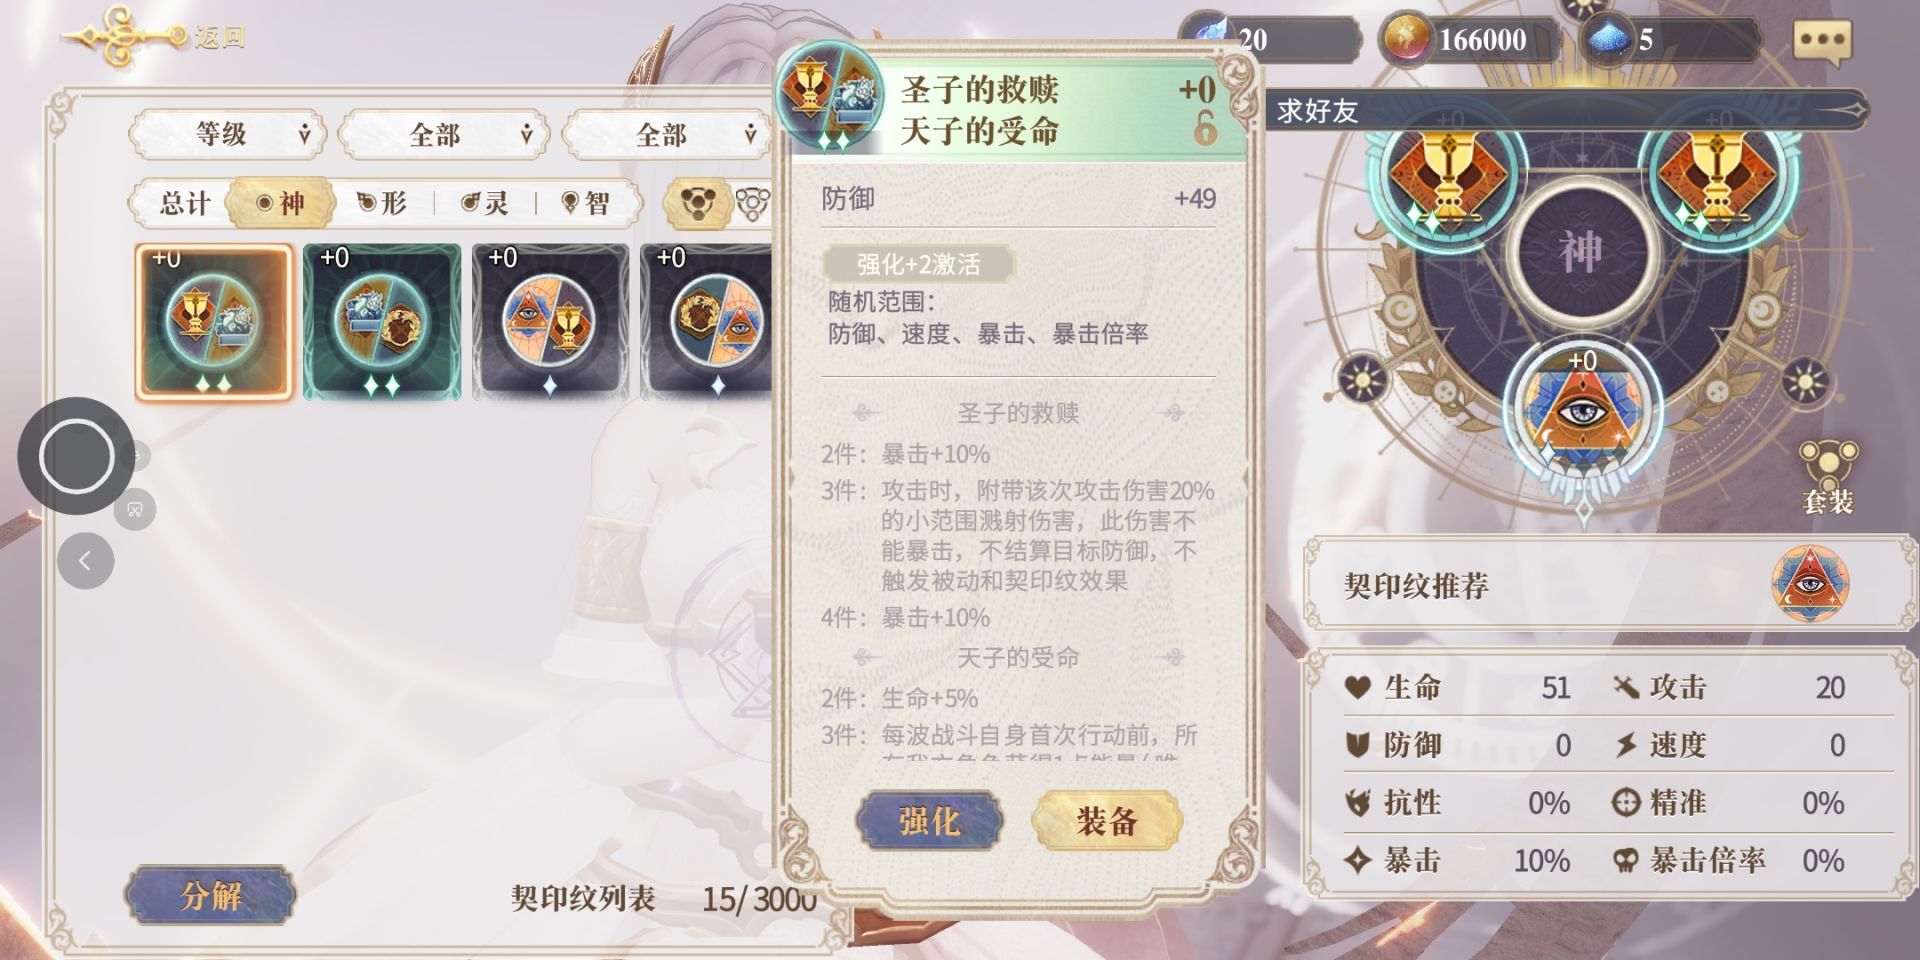 返回
20
166000
5
求好友
等级
全部
全部
总计
神
形
灵
智
+0
+0
+0
+0
圣子的救赎
天子的受命
+0
防御
+49
强化+2激活
随机范围：
防御、速度、暴击、暴击倍率
圣子的救赎
2件：暴击+10%
3件：攻击时，附带该次攻击伤害20%
的小范围溅射伤害，此伤害不
能暴击，不结算目标防御，不
触发被动和契印纹效果
4件：暴击+10%
天子的受命
2件：生命+5%
3件：每波战斗自身首次行动前，所
强化
装备
分解
契印纹列表
15/3000
+0
+0
神
+0
套装
契印纹推荐
生命 51
攻击 20
防御 0
速度 0
抗性 0%
精准 0%
暴击 10%
暴击倍率 0%